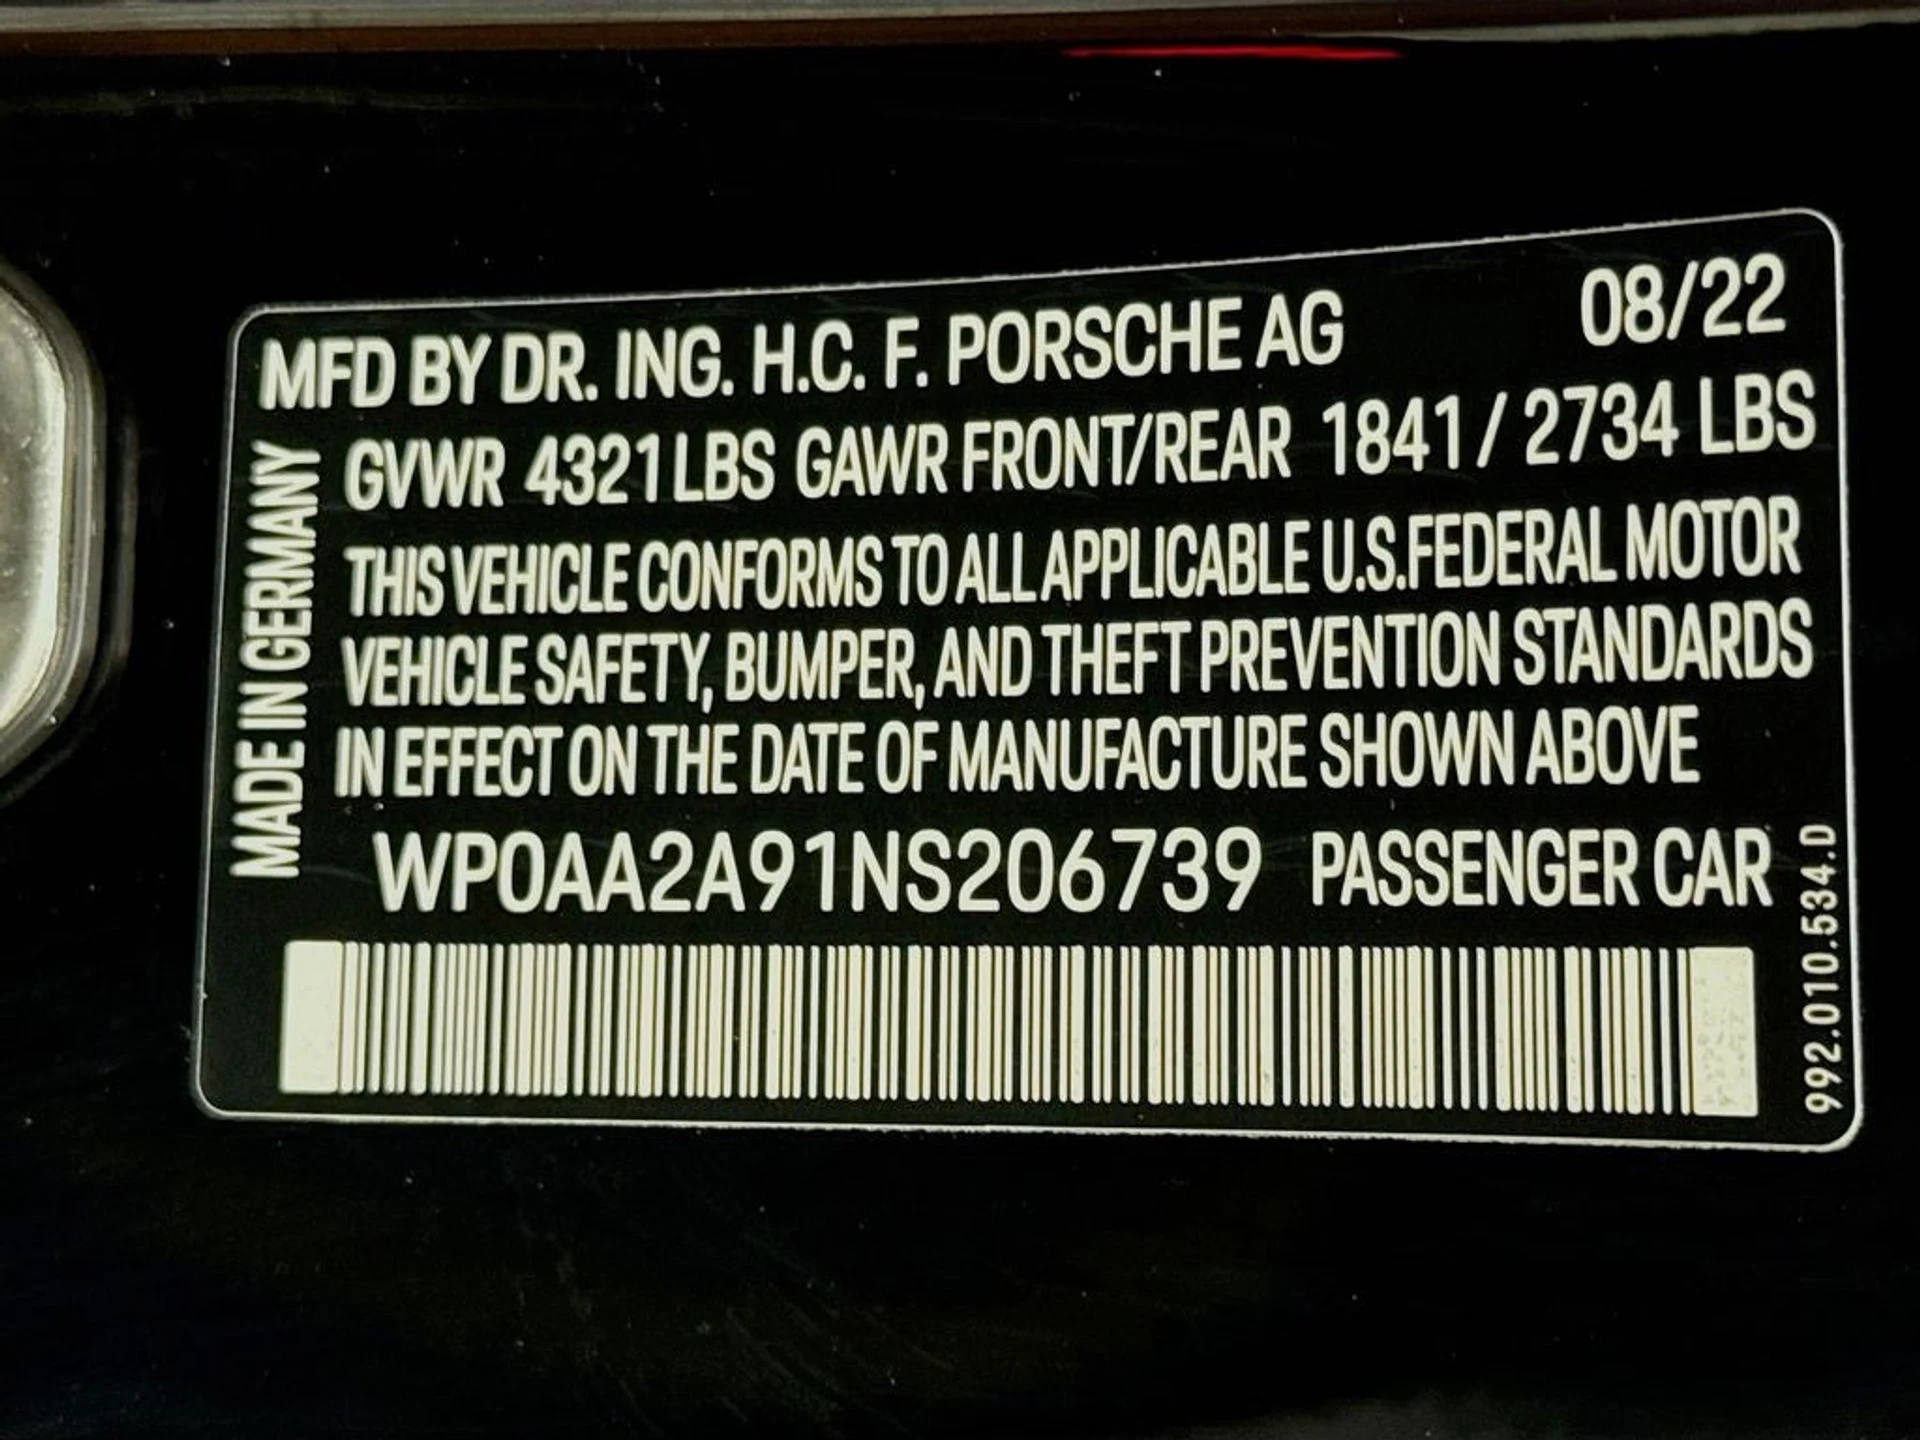 MFD BY DR. ING. H.C. F. PORSCHE AG 08/22
GVWR 4321 LBS GAWR FRONT/REAR 1841 / 2734 LBS
THIS VEHICLE CONFORMS TO ALL APPLICABLE U.S.FEDERAL MOTOR
VEHICLE SAFETY, BUMPER, AND THEFT PREVENTION STANDARDS
IN EFFECT ON THE DATE OF MANUFACTURE SHOWN ABOVE
MADE IN GERMANY
WP0AA2A91NS206739 PASSENGER CAR
992.010.534.D